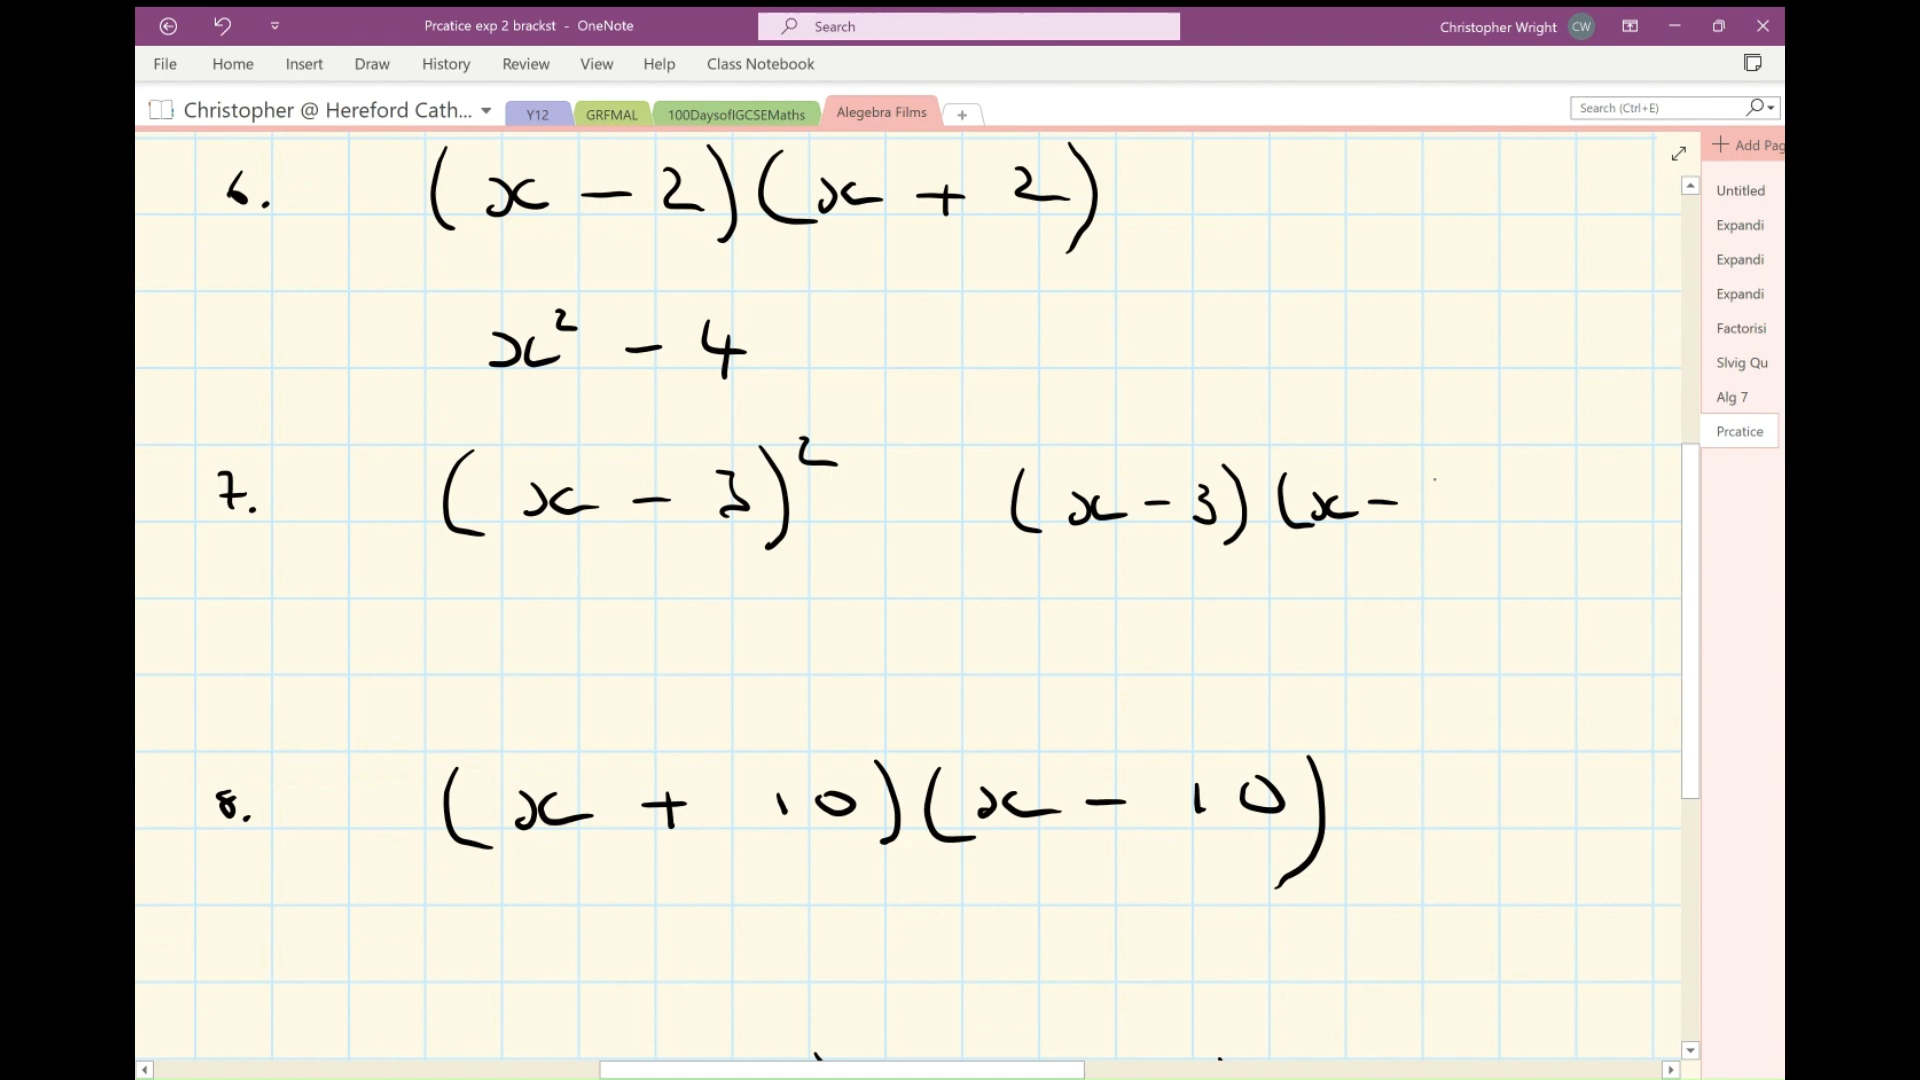 Prcatice exp 2 brackst - OneNote
Search
Christopher Wright CW
File Home Insert Draw History Review View Help Class Notebook
Christopher @ Hereford Cath... Y12 GRFMAL 100DaysofIGCSEMaths Alegebra Films +
Search (Ctrl+E)
+ Add Pag
Untitled
Expandi
Expandi
Expandi
Factorisi
Slvig Qu
Alg 7
Prcatice
6. (x - 2)(x + 2)
x² - 4
7. (x - 3)² (x - 3)(x -
8. (x + 10)(x - 10)